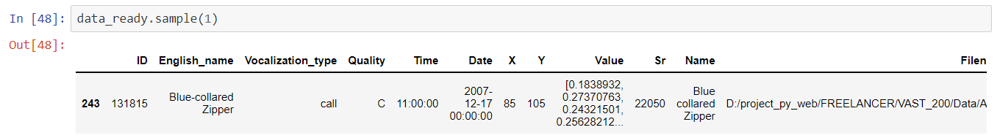 In [48]: data_ready.sample(1)
Out[48]:
ID English_name Vocalization_type Quality Time Date X Y Value Sr Name Filen
243 131815 Blue-collared Zipper call C 11:00:00 2007-12-17 00:00:00 85 105 [0.1838932, 0.27370763, 0.24321501, 0.25628212... 22050 Blue collared Zipper D:/project_py_web/FREELANCER/VAST_200/Data/A